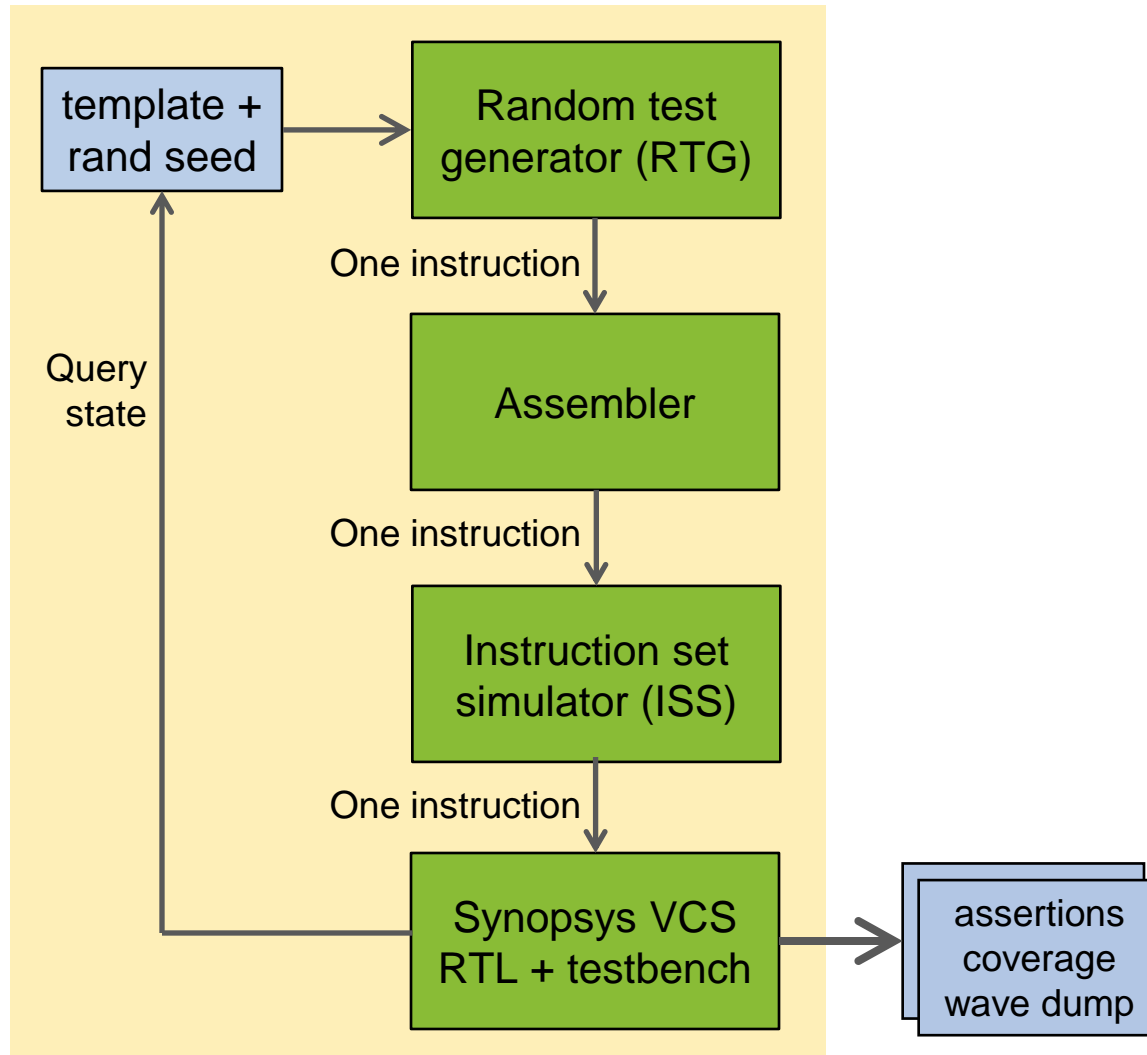 template +
rand seed
Random test
generator (RTG)
One instruction
Assembler
Query
state
One instruction
Instruction set
simulator (ISS)
One instruction
Synopsys VCS
RTL + testbench
assertions
coverage
wave dump